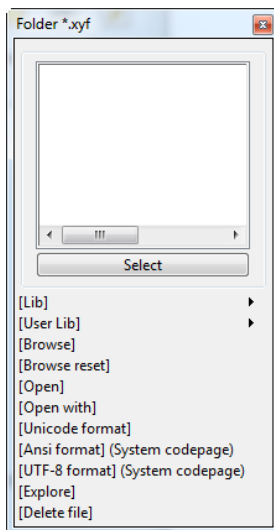 Folder *.xyf
Select
[Lib]
[User Lib]
[Browse]
[Browse reset]
[Open]
[Open with]
[Unicode format]
[Ansi format] (System codepage)
[UTF-8 format] (System codepage)
[Explore]
[Delete file]